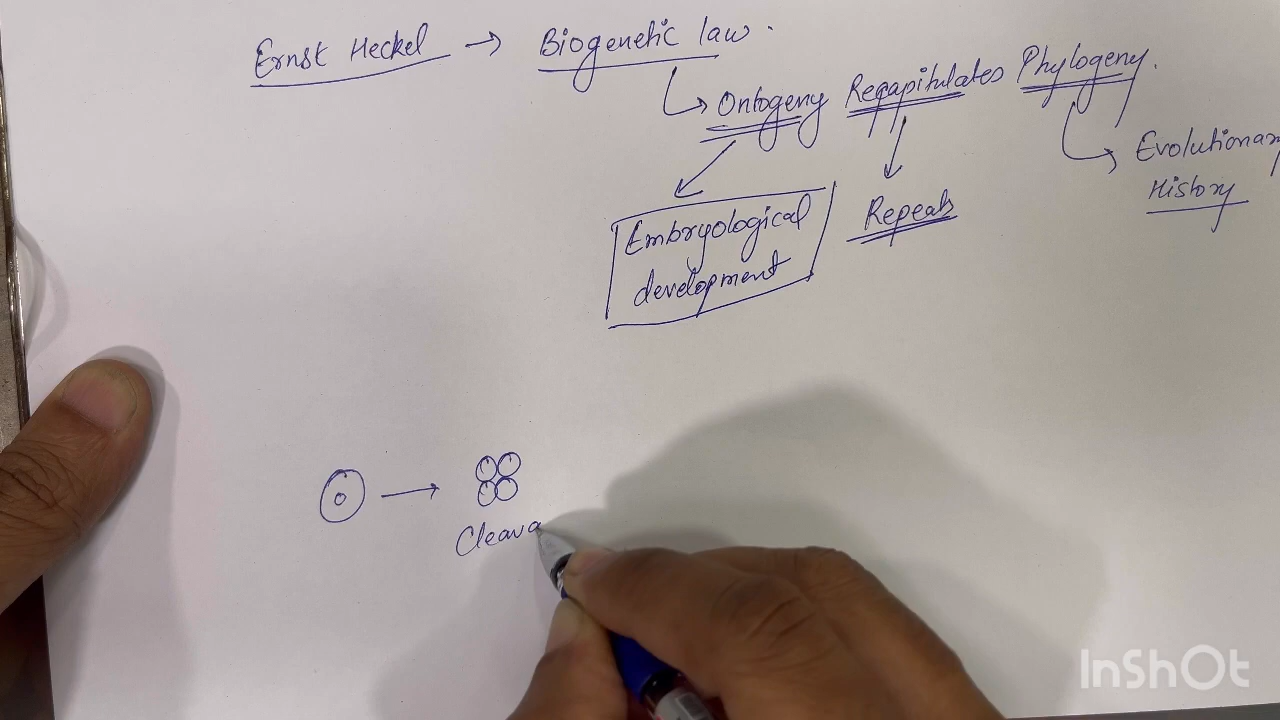 Ernst Heckel → Biogenetic law.
Ontogeny Recapitulates Phylogeny.
Evolutionary
History
Repeats
Embryological
development
Cleava
InShOt